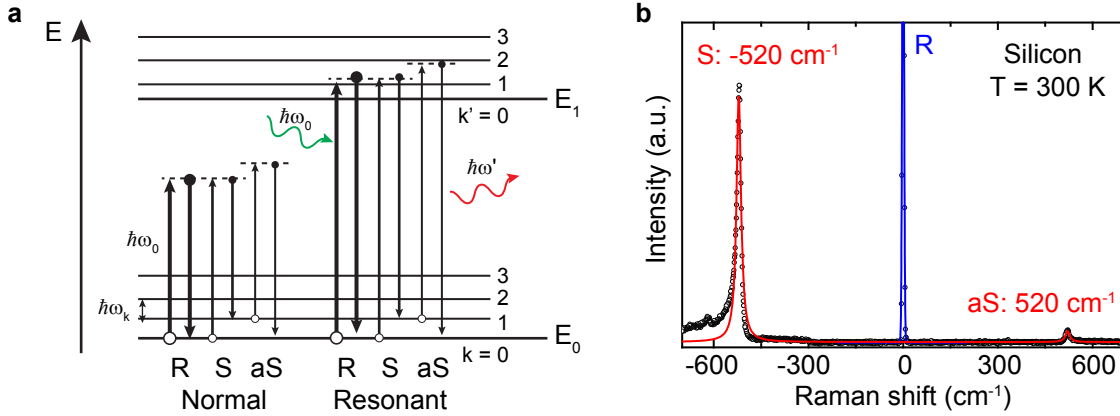 a
E
3
2
1
E₁
k' = 0
ℏω₀
ℏω'
ℏω₀
3
2
ℏωₖ
1
E₀
k = 0
R S aS R S aS
Normal Resonant
b
S: -520 cm⁻¹
R
Silicon
T = 300 K
aS: 520 cm⁻¹
Intensity (a.u.)
-600 -300 0 300 600
Raman shift (cm⁻¹)